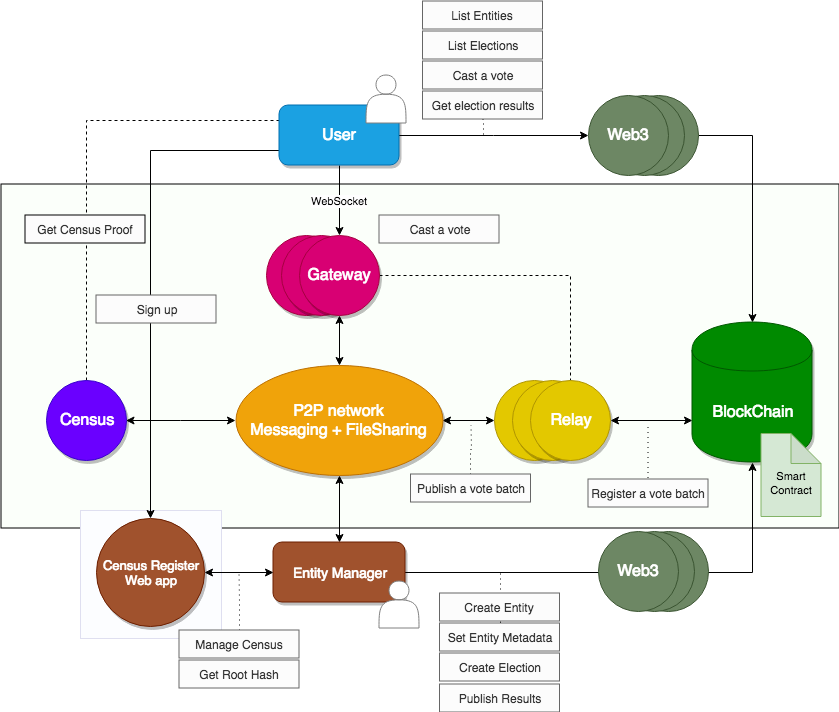 List Entities
List Elections
Cast a vote
Get election results
User
Web3
WebSocket
Get Census Proof
Cast a vote
Gateway
Sign up
Census
P2P network
Messaging + FileSharing
Relay
BlockChain
Smart
Contract
Publish a vote batch
Register a vote batch
Census Register
Web app
Entity Manager
Web3
Manage Census
Get Root Hash
Create Entity
Set Entity Metadata
Create Election
Publish Results